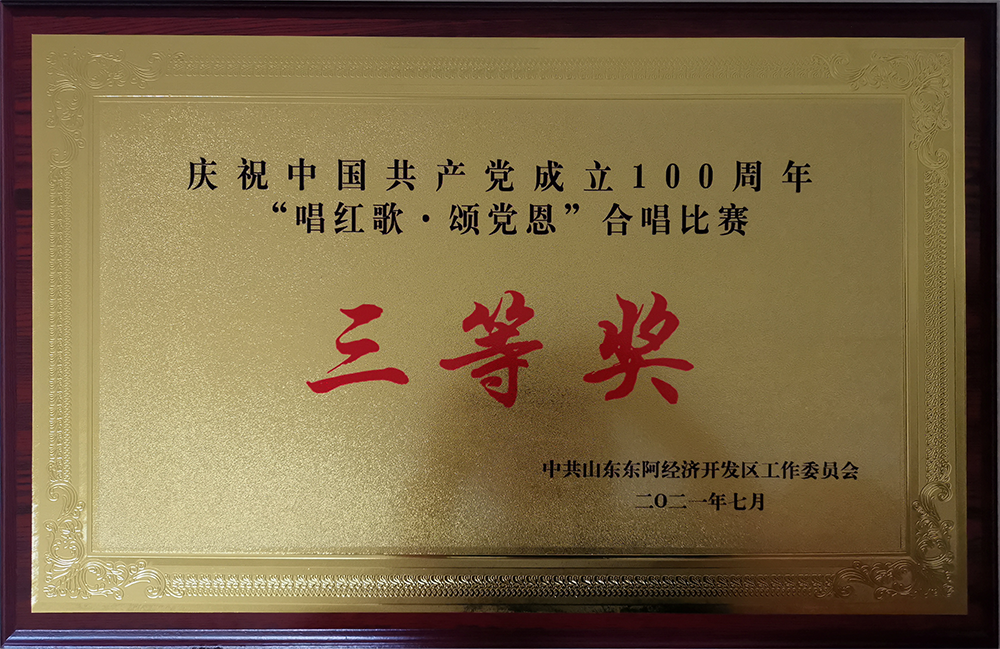 庆祝中国共产党成立100周年
“唱红歌·颂党恩”合唱比赛
三等奖
中共山东东阿经济开发区工作委员会
二〇二一年七月